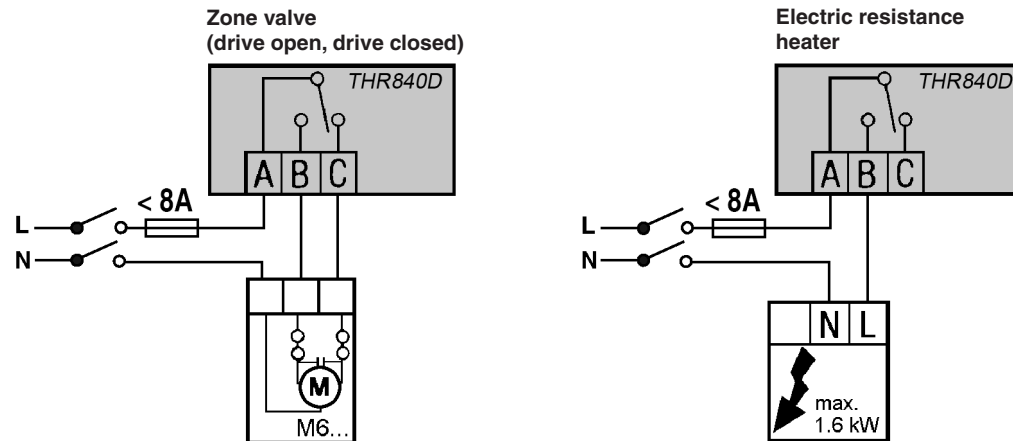 Zone valve
(drive open, drive closed)
THR840D
A B C
< 8A
L
N
M
M6...
Electric resistance
heater
THR840D
A B C
< 8A
L
N
N L
max.
1.6 kW